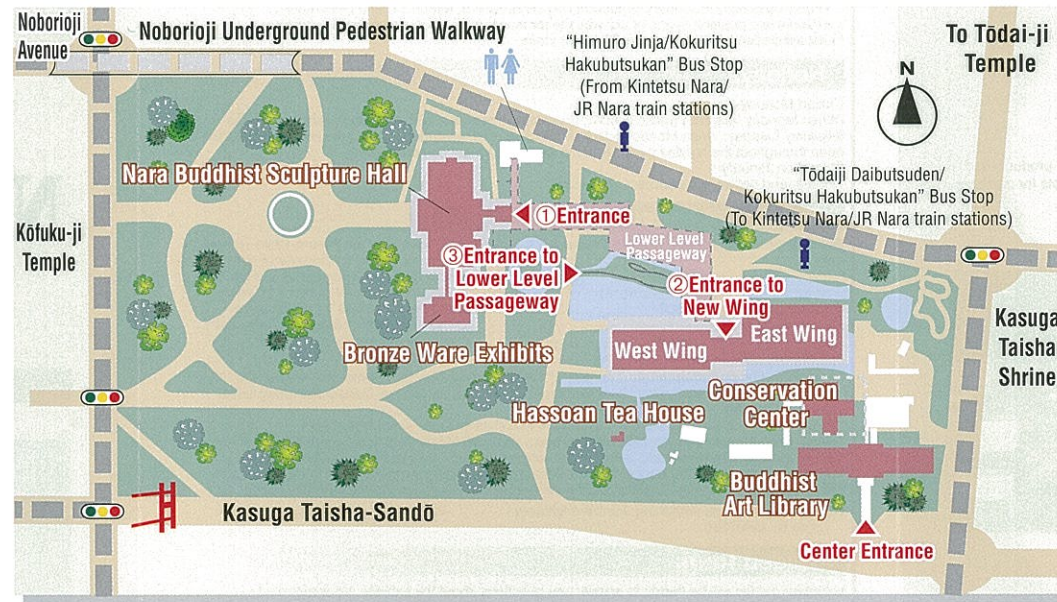 Noborioji
Avenue
Noborioji Underground Pedestrian Walkway
“Himuro Jinja/Kokuritsu
Hakubutsukan” Bus Stop
(From Kintetsu Nara/
JR Nara train stations)
To Tōdai-ji
Temple
N
Nara Buddhist Sculpture Hall
“Tōdaiji Daibutsuden/
Kokuritsu Hakubutsukan” Bus Stop
(To Kintetsu Nara/JR Nara train stations)
①Entrance
Kōfuku-ji
Temple
Lower Level
Passageway
③Entrance to
Lower Level
Passageway
②Entrance to
New Wing
Kasuga
Taisha
Shrine
East Wing
West Wing
Bronze Ware Exhibits
Conservation
Center
Hassoan Tea House
Buddhist
Art Library
Kasuga Taisha-Sandō
Center Entrance